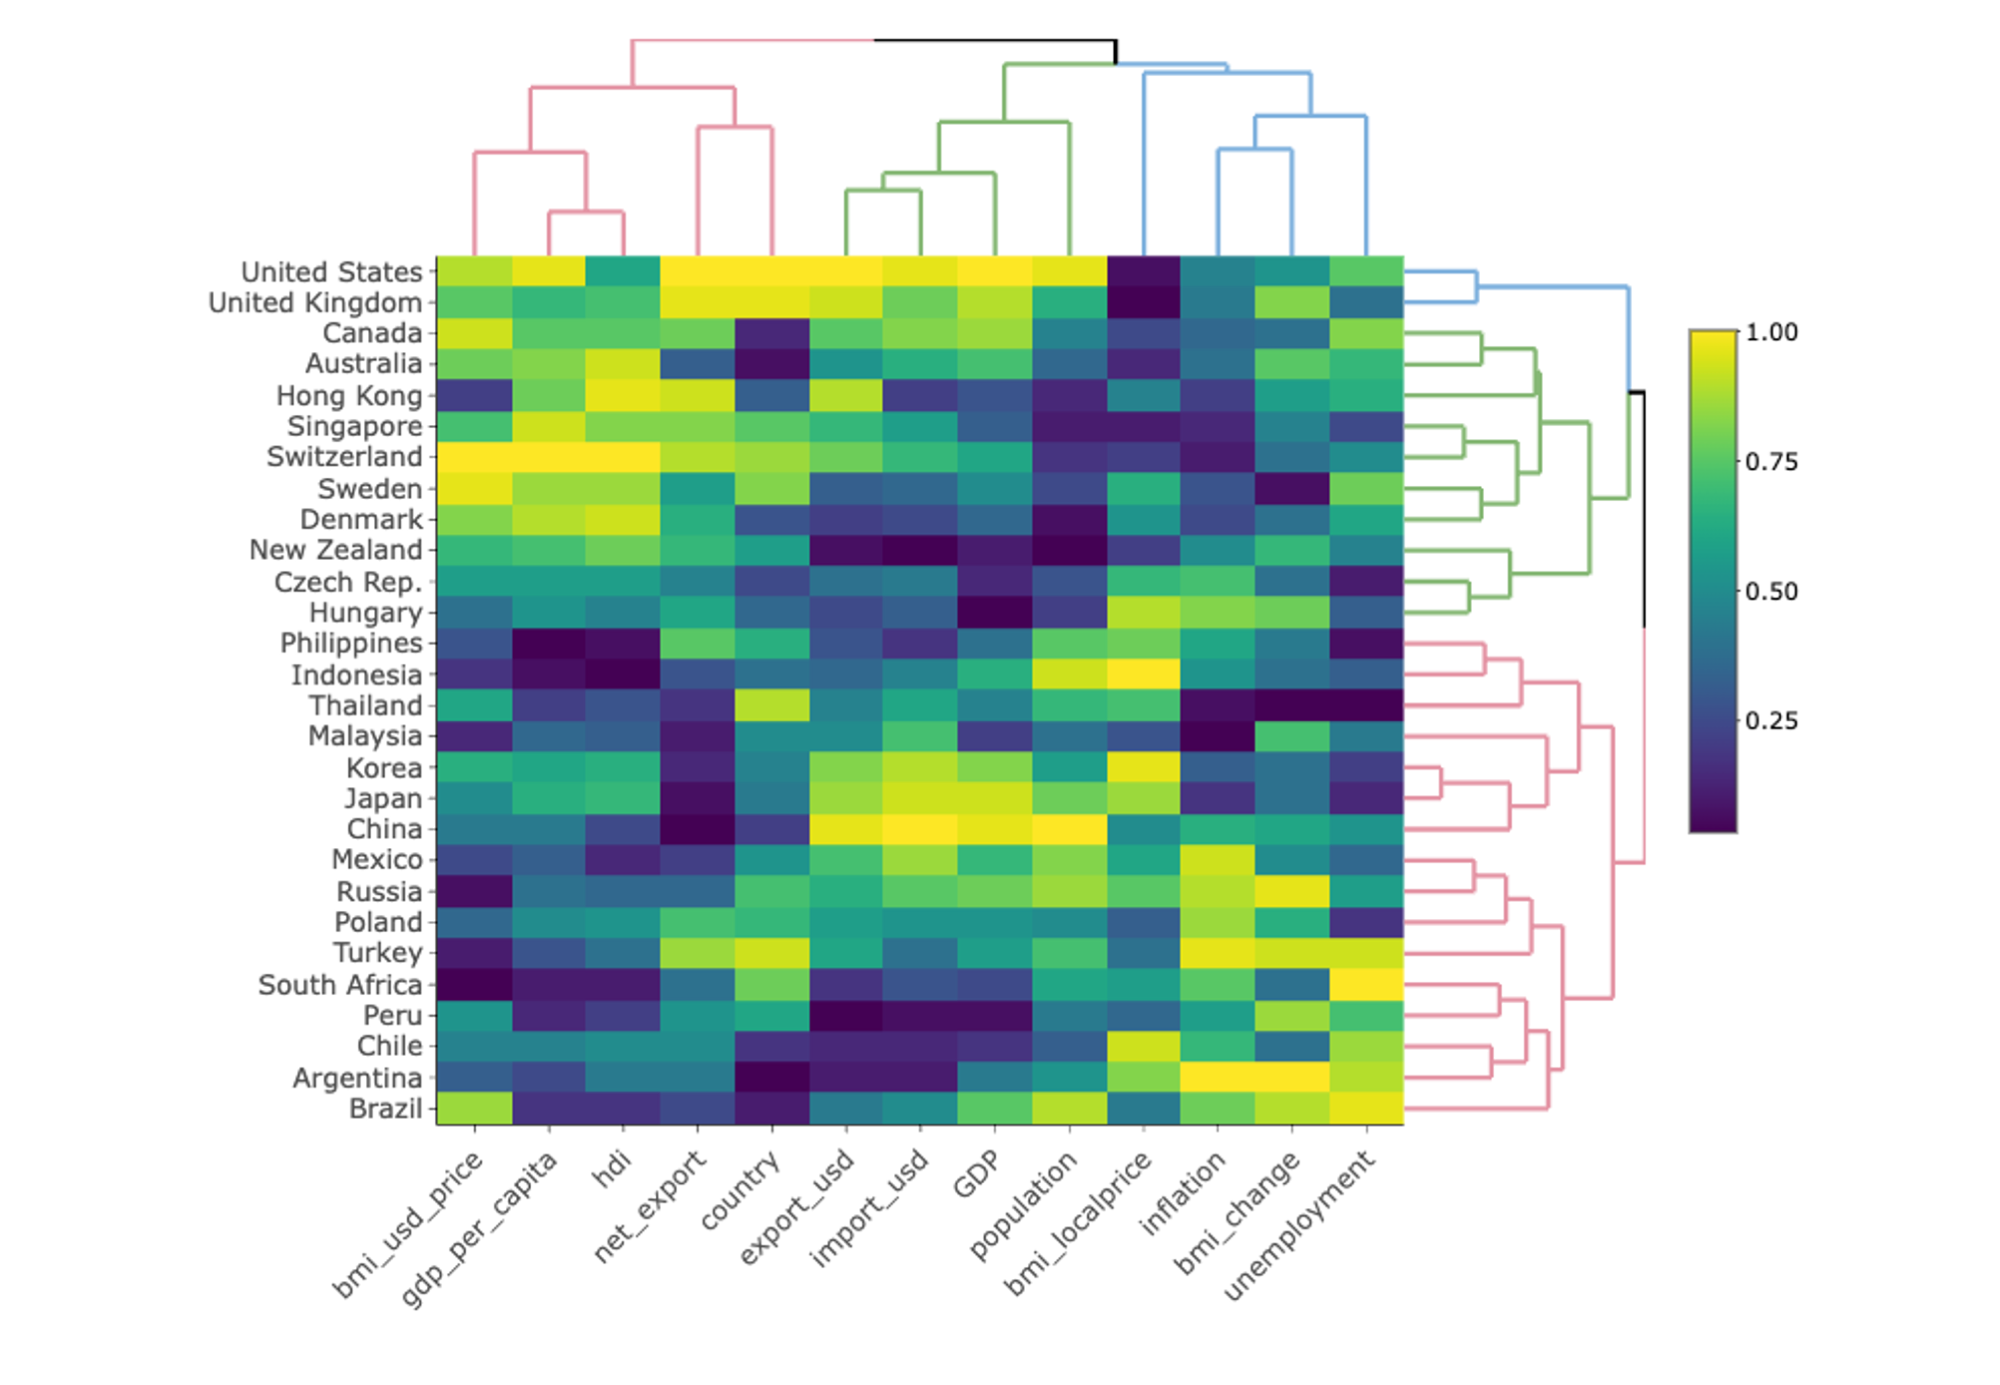 United States
United Kingdom
Canada
Australia
Hong Kong
Singapore
Switzerland
Sweden
Denmark
New Zealand
Czech Rep.
Hungary
Philippines
Indonesia
Thailand
Malaysia
Korea
Japan
China
Mexico
Russia
Poland
Turkey
South Africa
Peru
Chile
Argentina
Brazil
1.00
0.75
0.50
0.25
bmi_usd_price
gdp_per_capita
hdi
net_export
country
export_usd
import_usd
GDP
population
bmi_localprice
inflation
bmi_change
unemployment